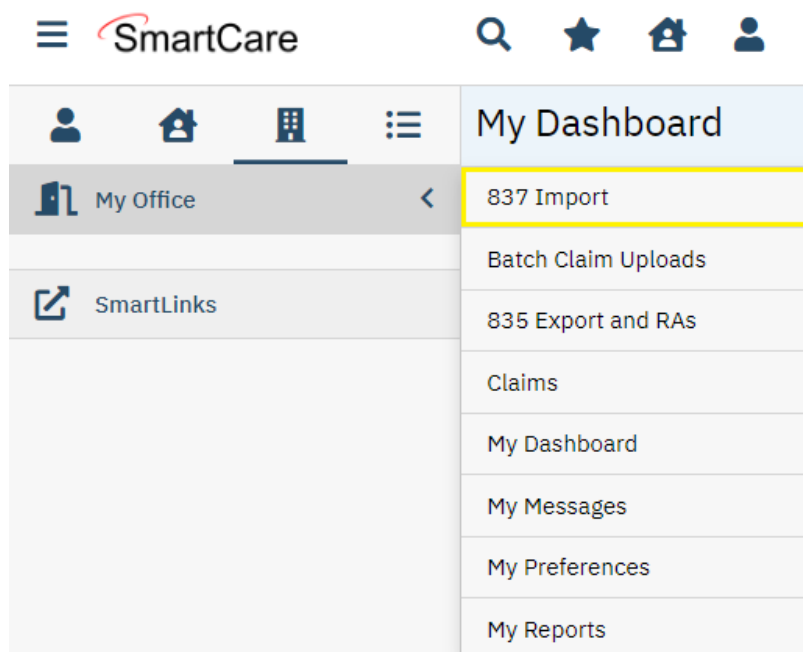 SmartCare
My Dashboard
My Office
SmartLinks
837 Import
Batch Claim Uploads
835 Export and RAs
Claims
My Dashboard
My Messages
My Preferences
My Reports